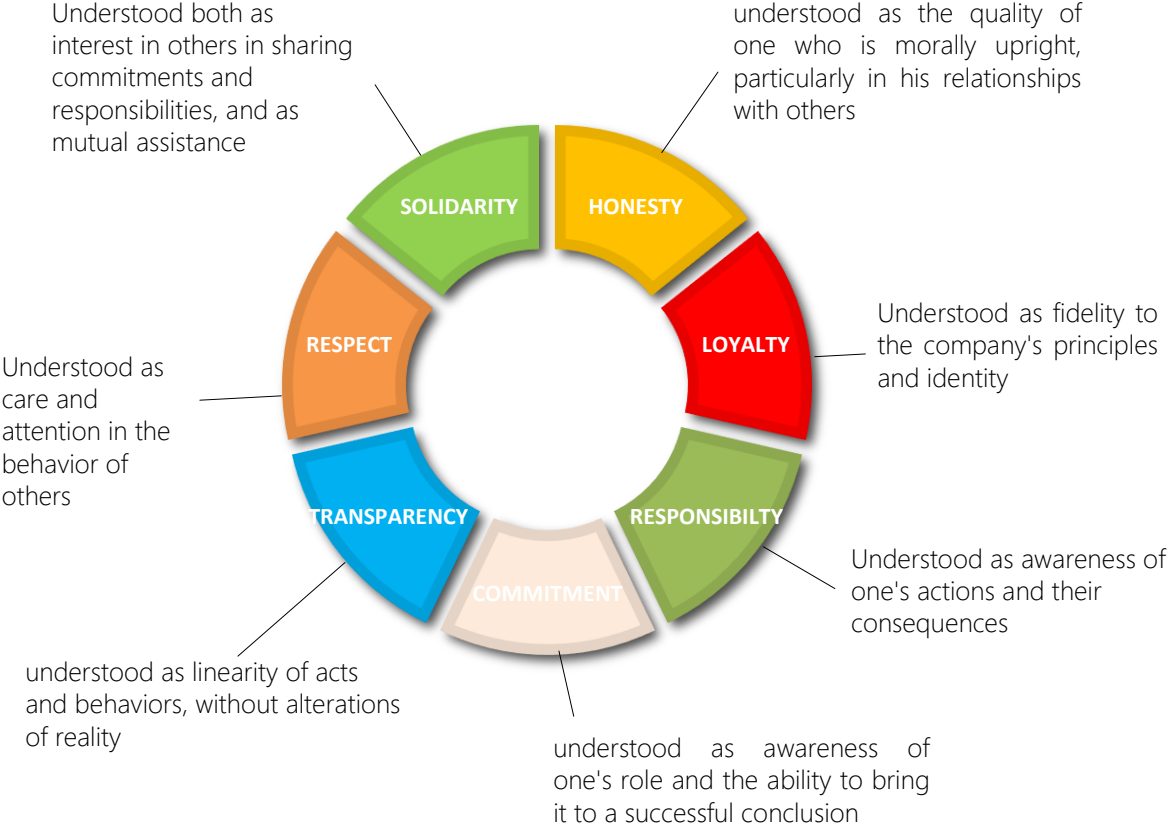 Understood both as
interest in others in sharing
commitments and
responsibilities, and as
mutual assistance
understood as the quality of
one who is morally upright,
particularly in his relationships
with others
SOLIDARITY
HONESTY
RESPECT
LOYALTY
Understood as fidelity to
the company's principles
and identity
Understood as
care and
attention in the
behavior of
others
TRANSPARENCY
RESPONSIBILTY
COMMITMENT
Understood as awareness of
one's actions and their
consequences
understood as linearity of acts
and behaviors, without alterations
of reality
understood as awareness of
one's role and the ability to bring
it to a successful conclusion